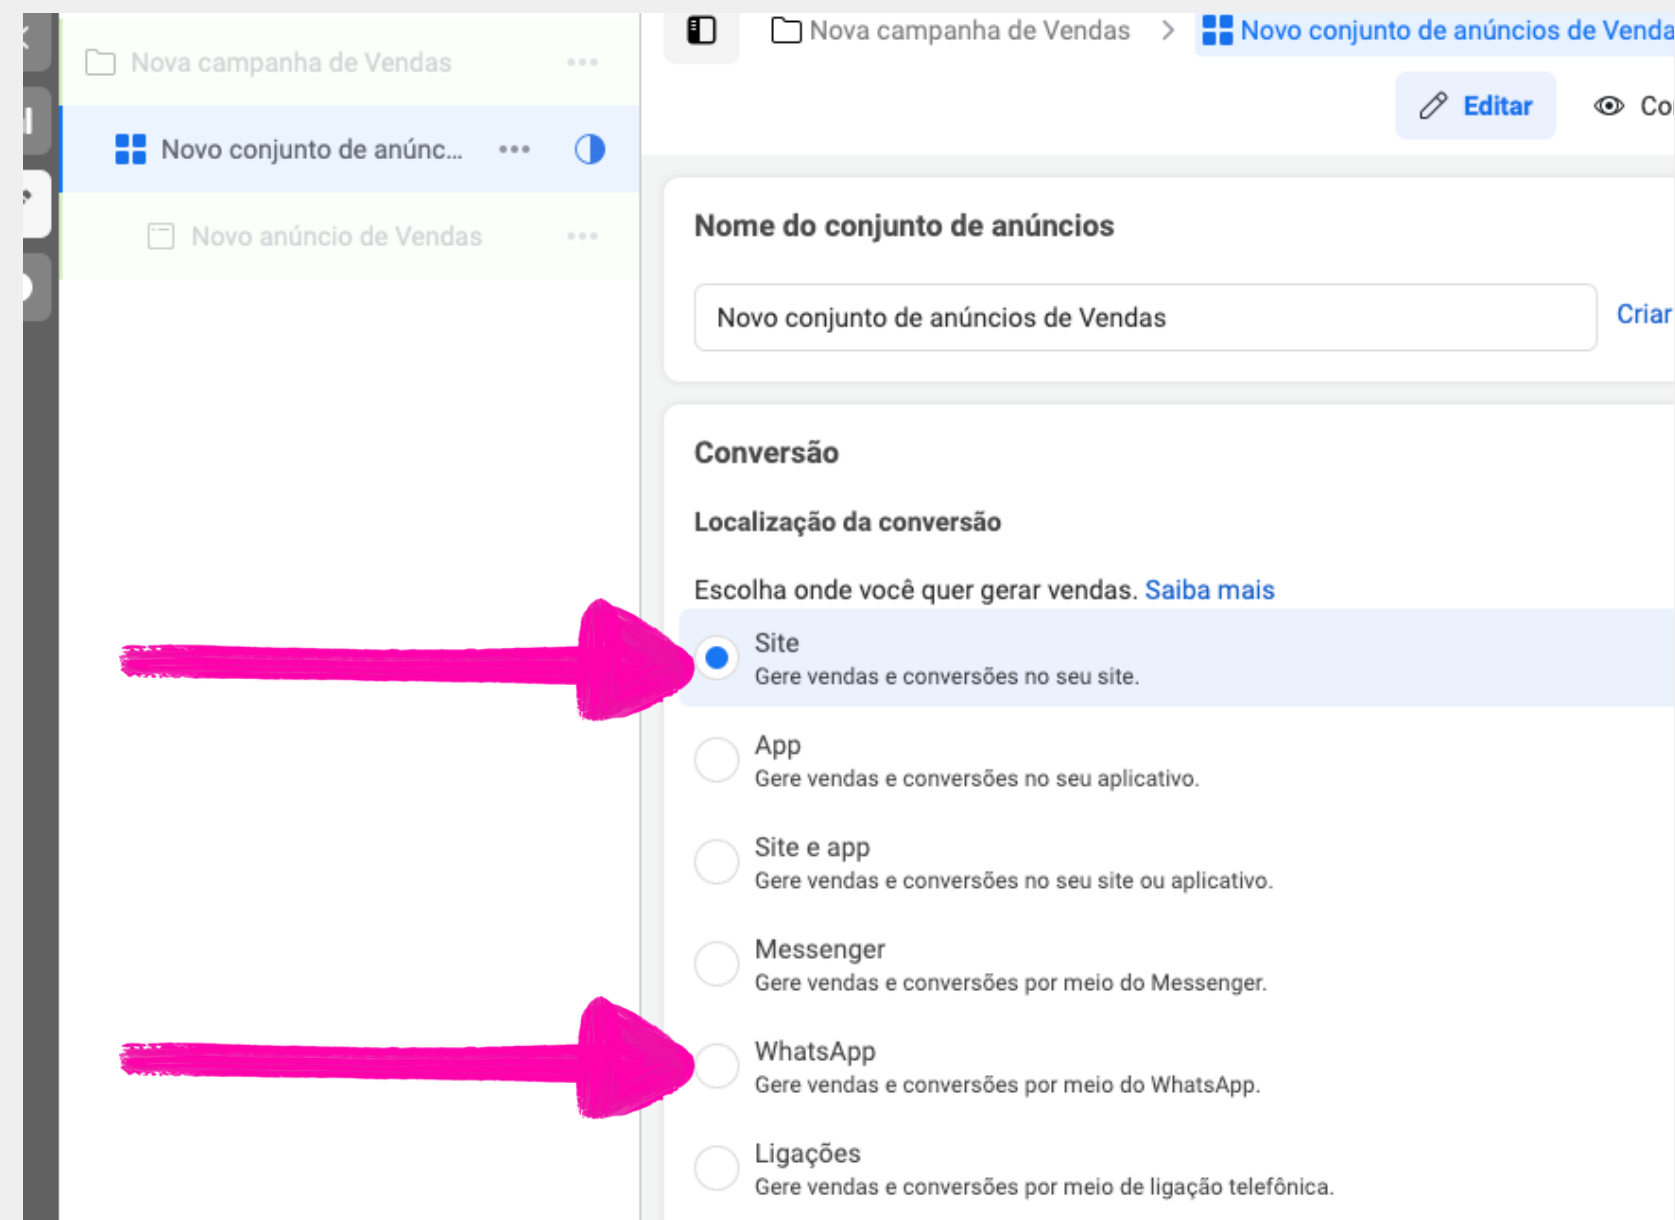 Nova campanha de Vendas
Novo conjunto de anúnc...
Novo anúncio de Vendas
Nova campanha de Vendas > Novo conjunto de anúncios de Venda
Editar
Nome do conjunto de anúncios
Novo conjunto de anúncios de Vendas
Criar
Conversão
Localização da conversão
Escolha onde você quer gerar vendas. Saiba mais
Site
Gere vendas e conversões no seu site.
App
Gere vendas e conversões no seu aplicativo.
Site e app
Gere vendas e conversões no seu site ou aplicativo.
Messenger
Gere vendas e conversões por meio do Messenger.
WhatsApp
Gere vendas e conversões por meio do WhatsApp.
Ligações
Gere vendas e conversões por meio de ligação telefônica.